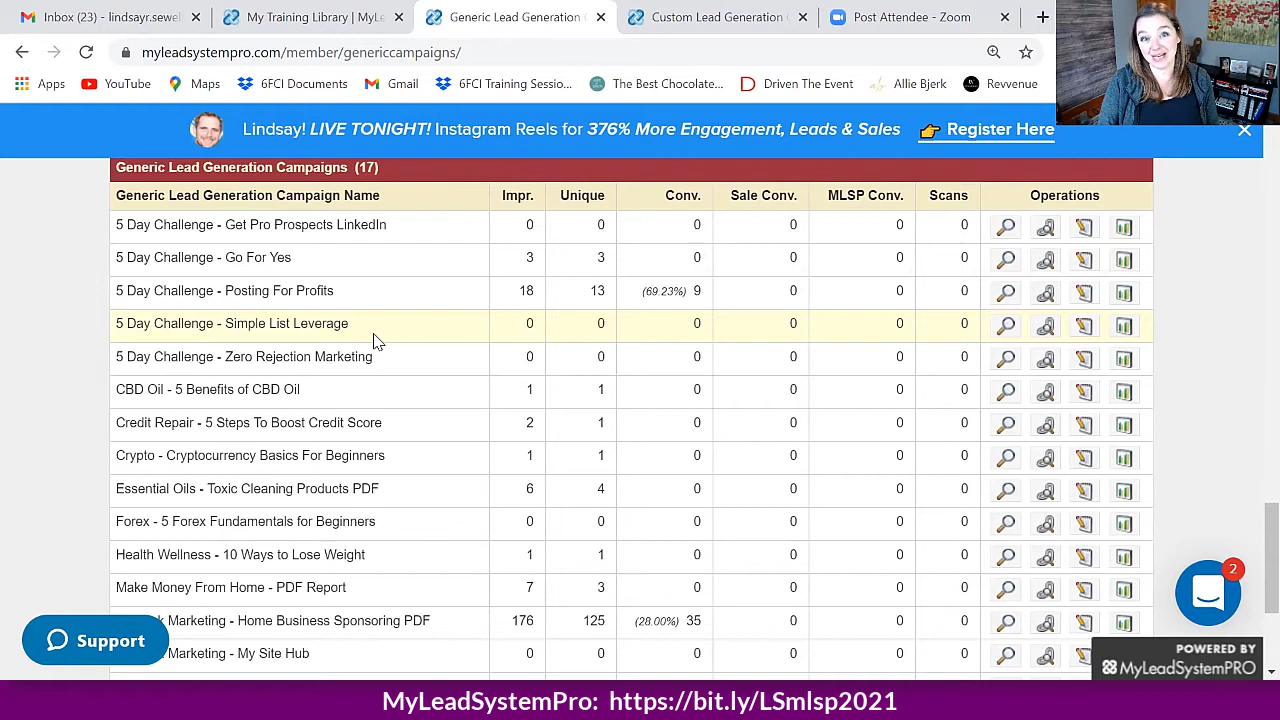 Inbox (23) - lindsayr.sewel
My Training Library | MyL
Generic Lead Generation
Custom Lead Generation
Post Attendee - Zoom
myleadsystempro.com/member/genericcampaign
Apps
YouTube
Maps
CFCI Documents
Gmail
CFCI Training
The Best Chocolate...
Driven The Event
Allie Bjerk
Revvenue
Lindsay! LIVE TONIGHT! Instagram Reels for 376% More Engagement, Leads & Sales 👉 Register Here
Generic Lead Generation Campaigns (17)
Generic Lead Generation Campaign Name Impr. Unique Conv. Sale Conv. MLSP Conv. Scans Operations
5 Day Challenge - Get Pro Prospects LinkedIn 0 0 0 0 0 0
5 Day Challenge - Go For Yes 3 3 0 0 0 0
5 Day Challenge - Posting For Profits 18 13 (69.23%) 9 0 0 0
5 Day Challenge - Simple List Leverage 0 0 0 0 0 0
5 Day Challenge - Zero Rejection Marketing 0 0 0 0 0 0
CBD Oil - 5 Benefits of CBD Oil 1 1 0 0 0 0
Credit Repair - 5 Steps To Boost Credit Score 2 1 0 0 0 0
Crypto - Cryptocurrency Basics For Beginners 1 1 0 0 0 0
Essential Oils - Toxic Cleaning Products PDF 6 4 0 0 0 0
Forex - 5 Forex Fundamentals for Beginners 0 0 0 0 0 0
Health Wellness - 10 Ways to Lose Weight 1 1 0 0 0 0
Make Money From Home - PDF Report 7 3 0 0 0 0
Marketing - Home Business Sponsoring PDF 176 125 (28.00%) 35 0 0 0
Marketing - My Site Hub 0 0 0 0 0 0
Support
2
POWERED BY
MyLeadSystemPRO
MyLeadSystemPro: https://bit.ly/LSmlsp2021